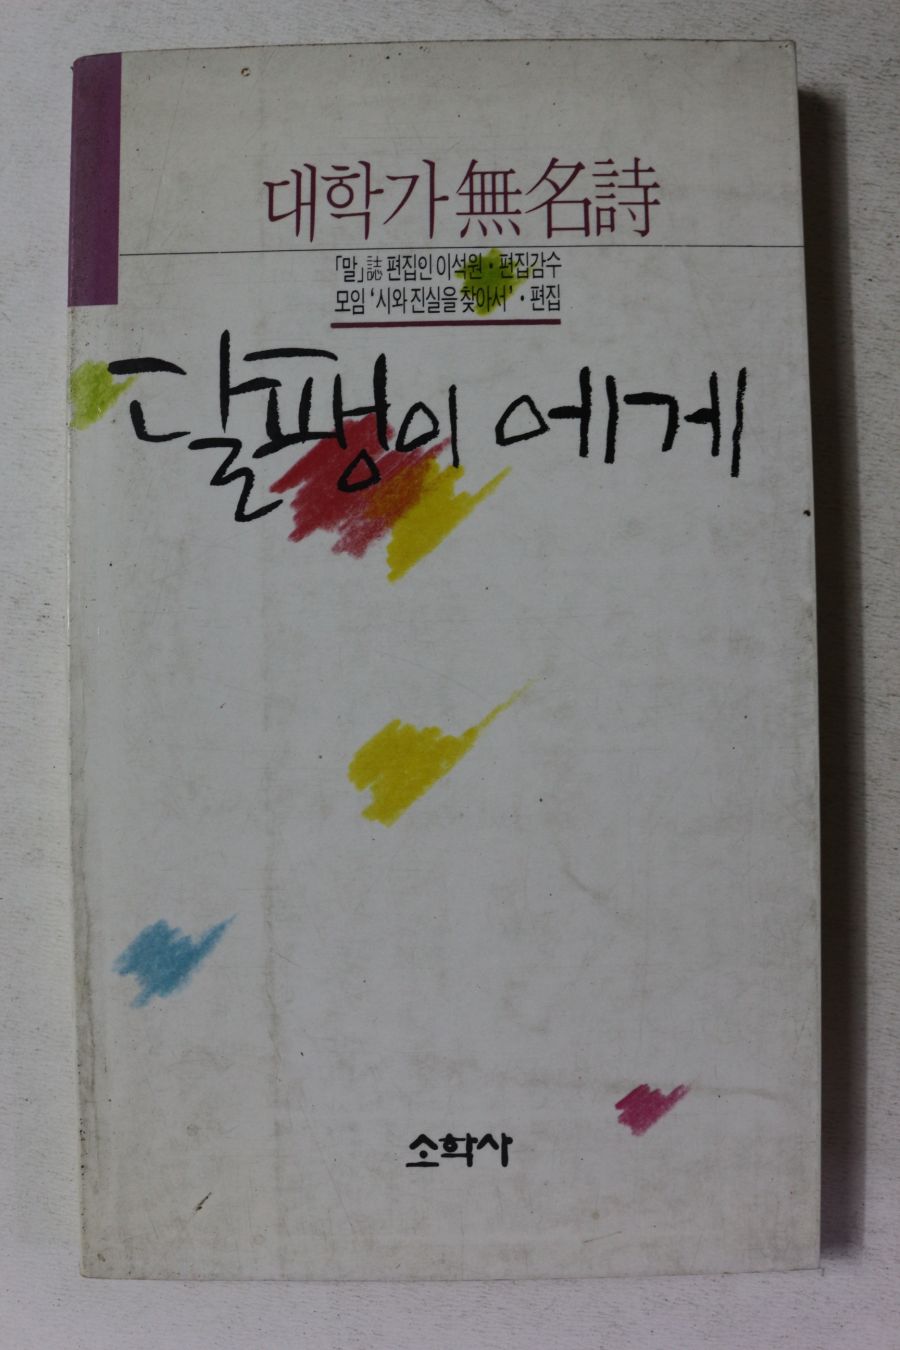 대학가 無名詩
「말」誌 편집인 이석원·편집감수
모임 '시와 진실을 찾아서'·편집
달팽이에게
소학사